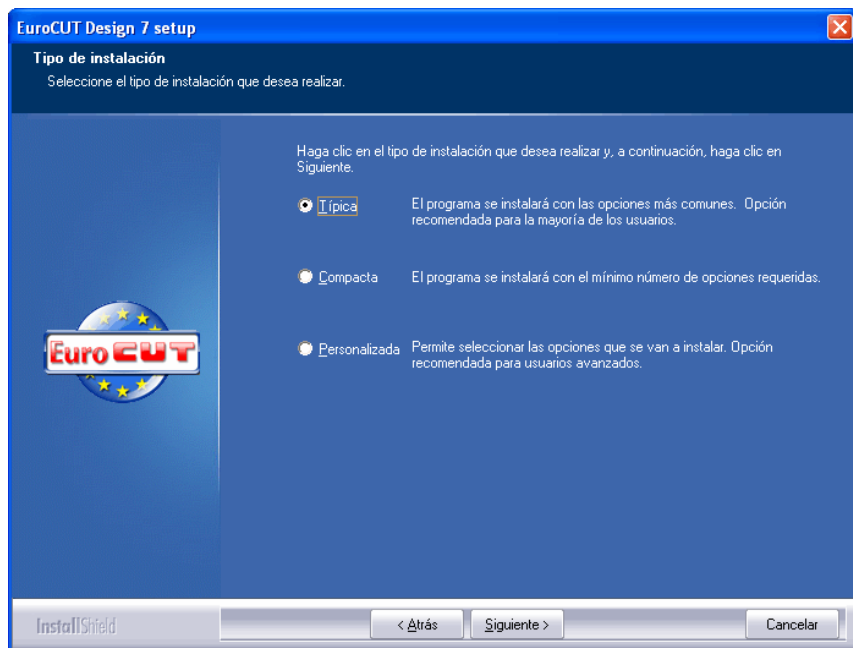 EuroCUT Design 7 setup
Tipo de instalación
Seleccione el tipo de instalación que desea realizar.
Haga clic en el tipo de instalación que desea realizar y, a continuación, haga clic en
Siguiente.
Típica
El programa se instalará con las opciones más comunes. Opción
recomendada para la mayoría de los usuarios.
Compacta
El programa se instalará con el mínimo número de opciones requeridas.
Euro CUT
Personalizada
Permite seleccionar las opciones que se van a instalar. Opción
recomendada para usuarios avanzados.
InstallShield
< Atrás
Siguiente >
Cancelar